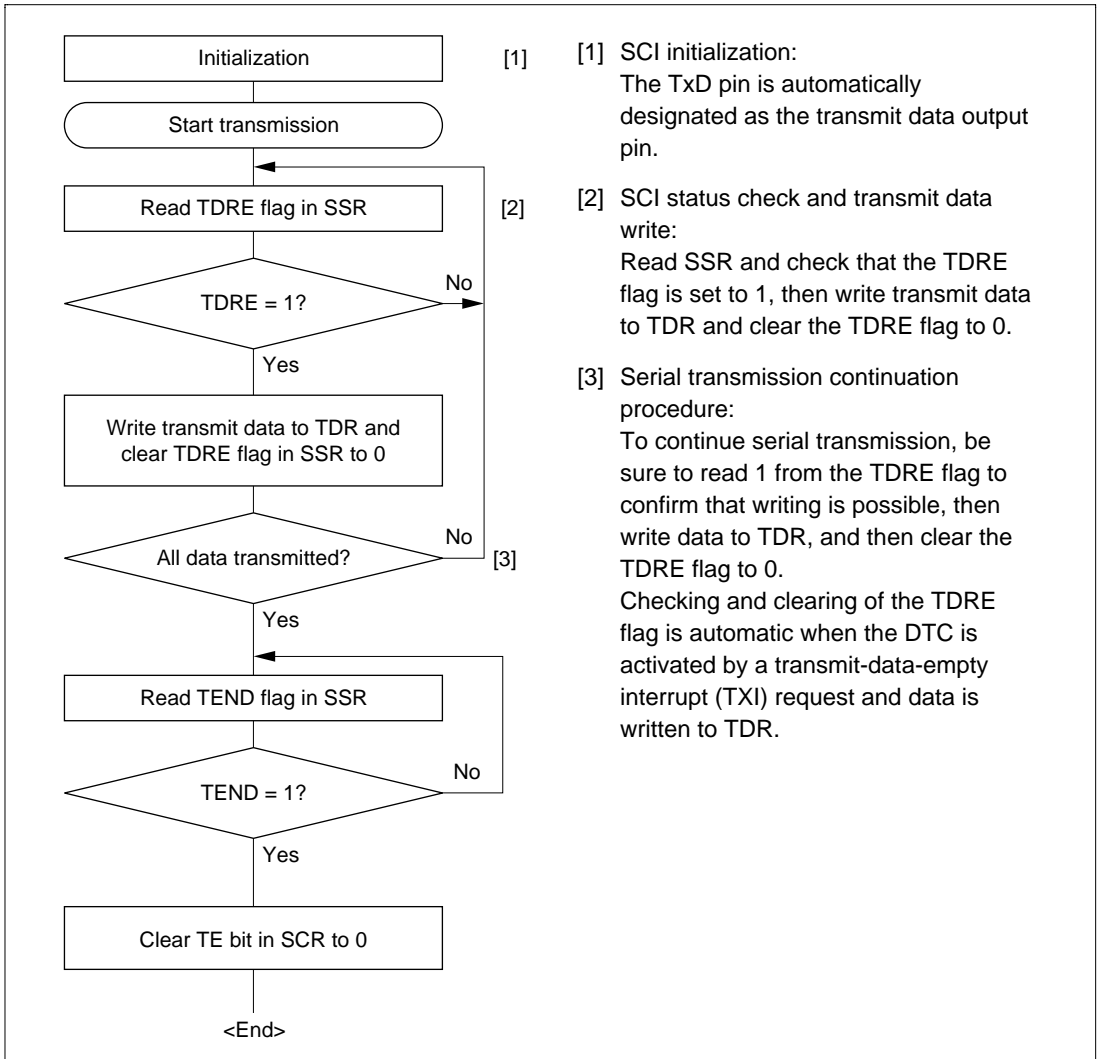 Initialization
[1]
Start transmission
Read TDRE flag in SSR
[2]
TDRE = 1?
No
Yes
Write transmit data to TDR and
clear TDRE flag in SSR to 0
All data transmitted?
No
[3]
Yes
Read TEND flag in SSR
TEND = 1?
No
Yes
Clear TE bit in SCR to 0
<End>
[1] SCI initialization:
The TxD pin is automatically
designated as the transmit data output
pin.
[2] SCI status check and transmit data
write:
Read SSR and check that the TDRE
flag is set to 1, then write transmit data
to TDR and clear the TDRE flag to 0.
[3] Serial transmission continuation
procedure:
To continue serial transmission, be
sure to read 1 from the TDRE flag to
confirm that writing is possible, then
write data to TDR, and then clear the
TDRE flag to 0.
Checking and clearing of the TDRE
flag is automatic when the DTC is
activated by a transmit-data-empty
interrupt (TXI) request and data is
written to TDR.